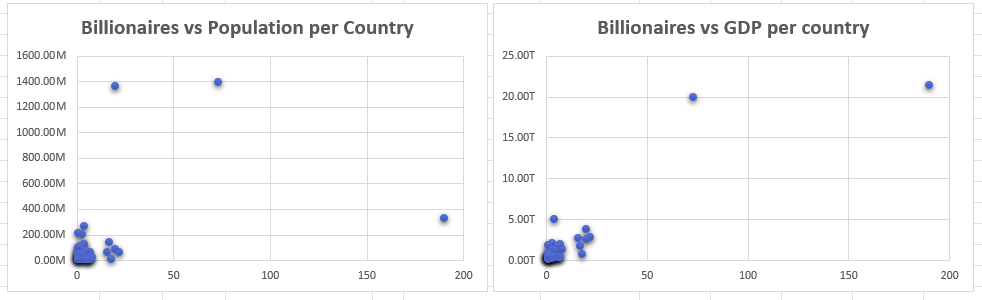 Billionaires vs Population per Country
1600.00M
1400.00M
1200.00M
1000.00M
800.00M
600.00M
400.00M
200.00M
0.00M
0 50 100 150 200
Billionaires vs GDP per country
25.00T
20.00T
15.00T
10.00T
5.00T
0.00T
0 50 100 150 200